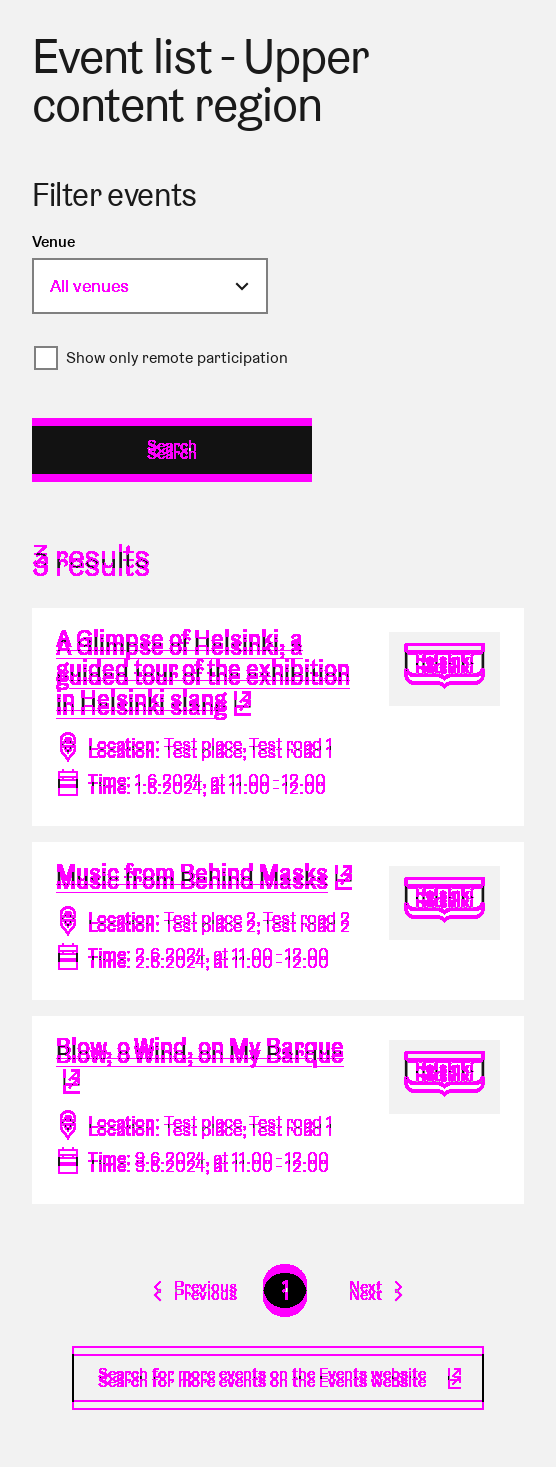 Event list - Upper
content region
Filter events
Venue
All venues
Show only remote participation
Search
3 results
A Glimpse of Helsinki, a
guided tour of the exhibition
in Helsinki slang
Location: Test place, Test road 1
Time: 1.6.2024, at 11.00 - 12.00
Music from Behind Masks
Location: Test place 2, Test road 2
Time: 2.6.2024, at 11.00 - 12.00
Blow, o Wind, on My Barque
Location: Test place, Test road 1
Time: 3.6.2024, at 11.00 - 12.00
Previous 1 Next
Search for more events on the Events website